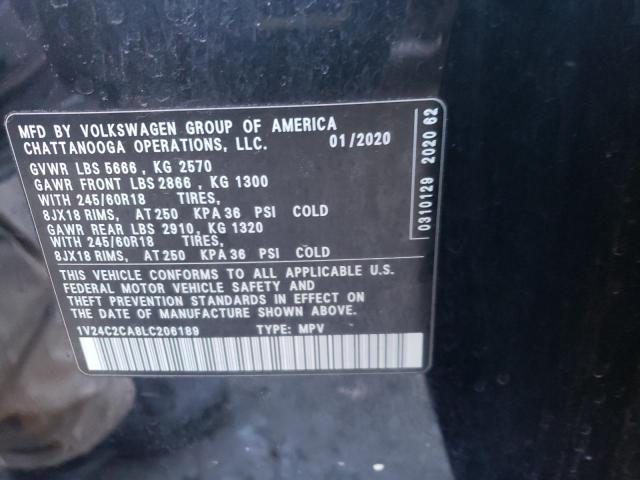 MFD BY VOLKSWAGEN GROUP OF AMERICA
CHATTANOOGA OPERATIONS, LLC. 01/2020
GVWR LBS 5666 , KG 2570
GAWR FRONT LBS 2866 , KG 1300
WITH 245/60R18 TIRES,
8JX18 RIMS, AT 250 KPA 36 PSI COLD
GAWR REAR LBS 2910, KG 1320
WITH 245/60R18 TIRES,
8JX18 RIMS, AT 250 KPA 36 PSI COLD
THIS VEHICLE CONFORMS TO ALL APPLICABLE U.S.
FEDERAL MOTOR VEHICLE SAFETY AND
THEFT PREVENTION STANDARDS IN EFFECT ON
THE DATE OF MANUFACTURE SHOWN ABOVE.
1V24C2CA8LC206189 TYPE: MPV
0310129 2020 62